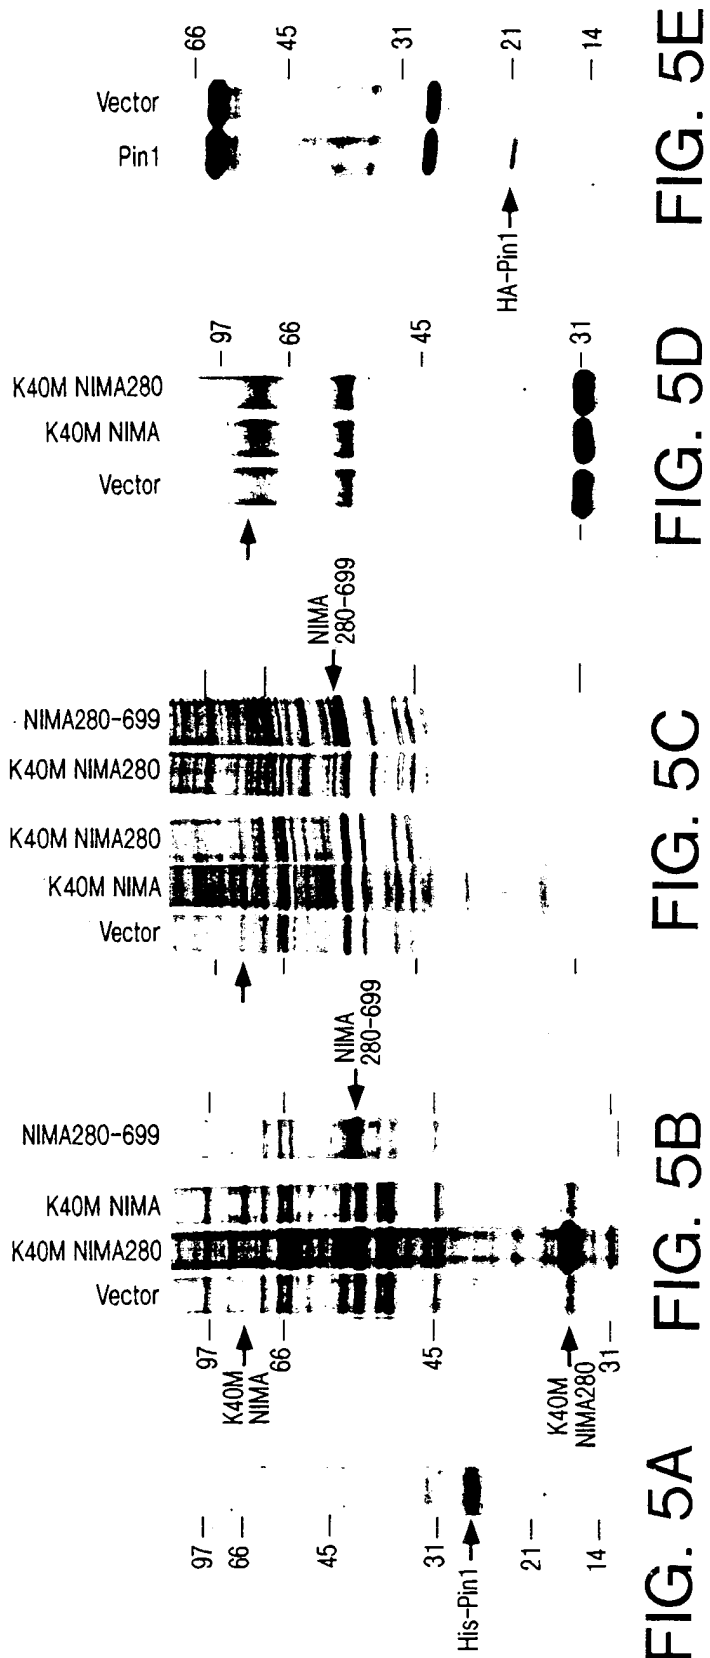 97
66
45
31
His-Pin1
21
14
FIG. 5A
Vector
K40M NIMA280
K40M NIMA
NIMA280-699
97
K40M
NIMA
66
45
K40M
NIMA280
31
NIMA
280-699
FIG. 5B
Vector
K40M NIMA
K40M NIMA280
K40M NIMA280
NIMA280-699
NIMA
280-699
FIG. 5C
Vector
K40M NIMA
K40M NIMA280
97
66
45
31
FIG. 5D
Pin1
Vector
66
45
31
21
14
HA-Pin1
FIG. 5E